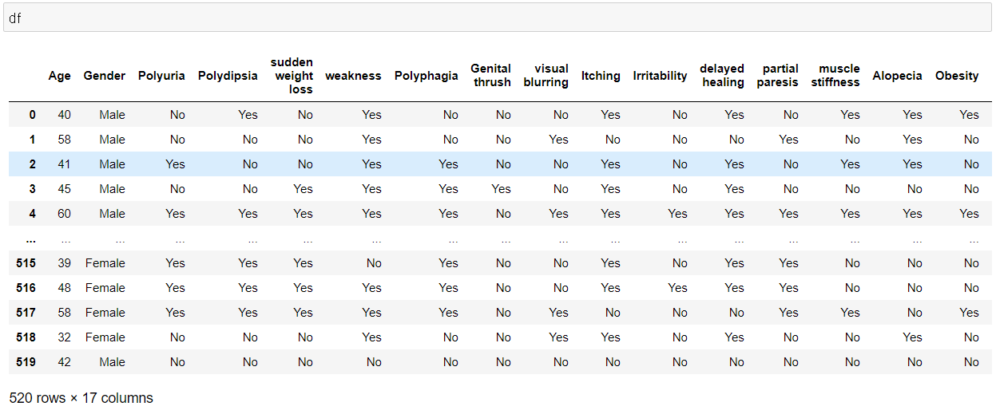 df
Age Gender Polyuria Polydipsia sudden weight loss weakness Polyphagia Genital thrush visual blurring Itching Irritability delayed healing partial paresis muscle stiffness Alopecia Obesity
0 40 Male No Yes No Yes No No No Yes No Yes No Yes Yes Yes
1 58 Male No No No Yes No No Yes No No No Yes No Yes No
2 41 Male Yes No No Yes Yes No No Yes No Yes No Yes Yes No
3 45 Male No No Yes Yes Yes Yes No Yes No Yes No No No No
4 60 Male Yes Yes Yes Yes Yes No Yes Yes Yes Yes Yes Yes Yes Yes
... ... ... ... ... ... ... ... ... ... ... ... ... ... ... ... ...
515 39 Female Yes Yes Yes No Yes No No Yes No Yes Yes No No No
516 48 Female Yes Yes Yes Yes Yes No No Yes Yes Yes Yes No No No
517 58 Female Yes Yes Yes Yes Yes No Yes No No No Yes Yes No Yes
518 32 Female No No No Yes No No Yes Yes No Yes No No Yes No
519 42 Male No No No No No No No No No No No No No No
520 rows × 17 columns